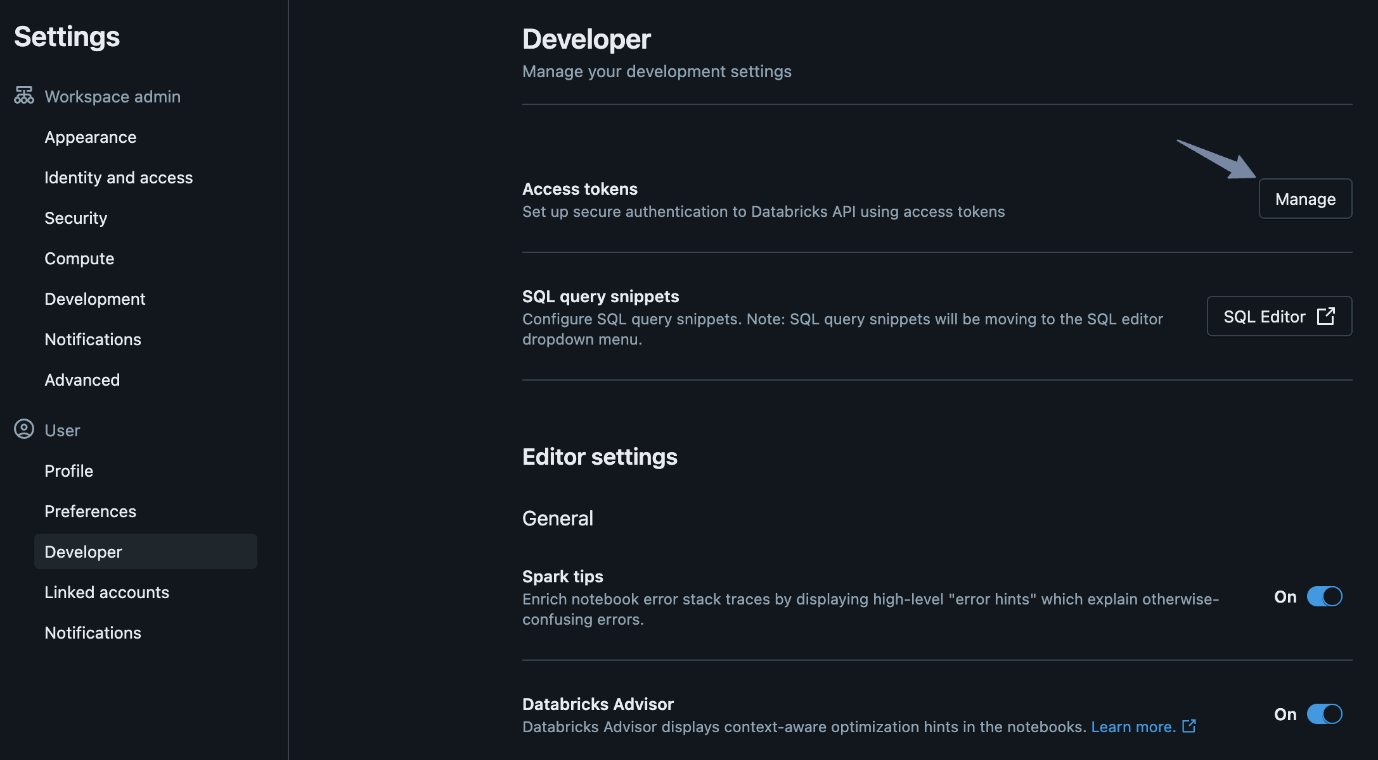 Settings
Workspace admin
Appearance
Identity and access
Security
Compute
Development
Notifications
Advanced
User
Profile
Preferences
Developer
Linked accounts
Notifications
Developer
Manage your development settings
Access tokens
Set up secure authentication to Databricks API using access tokens
Manage
SQL query snippets
Configure SQL query snippets. Note: SQL query snippets will be moving to the SQL editor
dropdown menu.
SQL Editor
Editor settings
General
Spark tips
Enrich notebook error stack traces by displaying high-level "error hints" which explain otherwise-
confusing errors.
On
Databricks Advisor
Databricks Advisor displays context-aware optimization hints in the notebooks. Learn more.
On